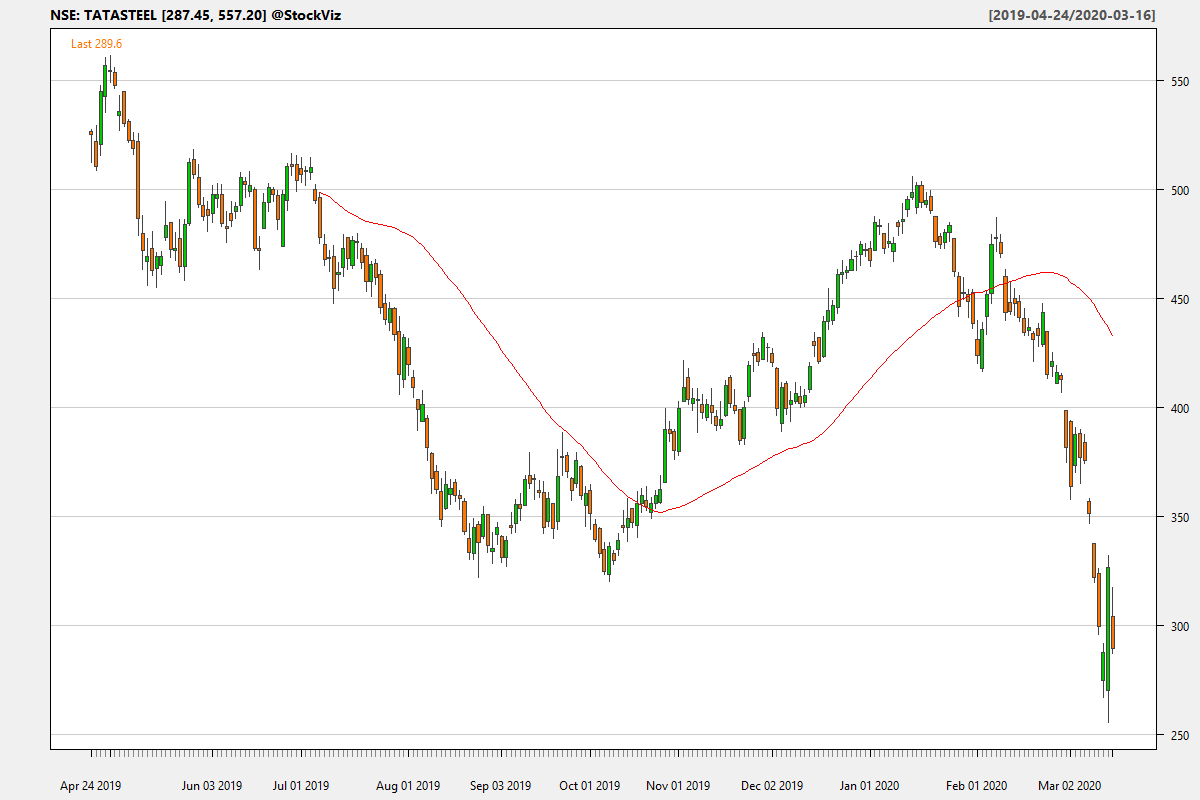 NSE: TATASTEEL [287.45, 557.20] @StockViz
[2019-04-24/2020-03-16]
Last 289.6
550
500
450
400
350
300
250
Apr 24 2019 Jun 03 2019 Jul 01 2019 Aug 01 2019 Sep 03 2019 Oct 01 2019 Nov 01 2019 Dec 02 2019 Jan 01 2020 Feb 01 2020 Mar 02 2020